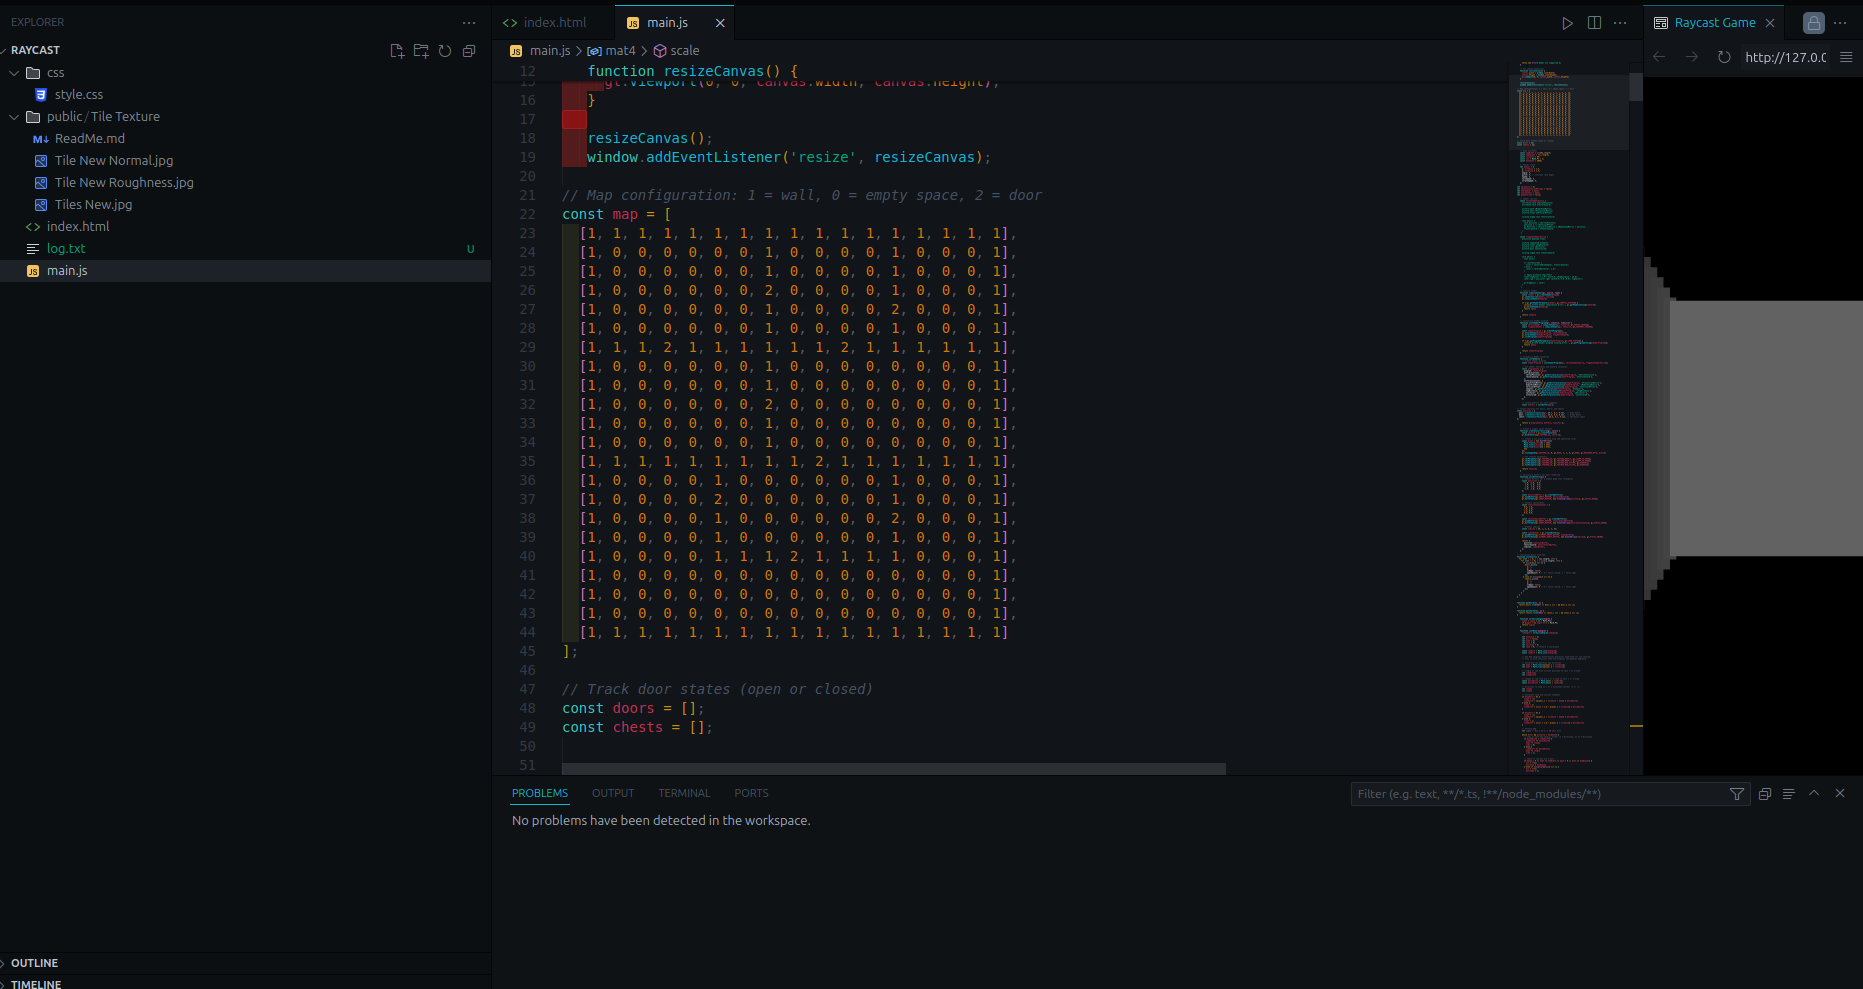 EXPLORER
RAYCAST
css
style.css
public / Tile Texture
ReadMe.md
Tile New Normal.jpg
Tile New Roughness.jpg
Tiles New.jpg
index.html
log.txt U
main.js
OUTLINE
TIMELINE
index.html
main.js
main.js > mat4 > scale
12 function resizeCanvas() {
15 gl.viewport(0, 0, canvas.width, canvas.height);
16 }
17
18 resizeCanvas();
19 window.addEventListener('resize', resizeCanvas);
20
21 // Map configuration: 1 = wall, 0 = empty space, 2 = door
22 const map = [
23 [1, 1, 1, 1, 1, 1, 1, 1, 1, 1, 1, 1, 1, 1, 1, 1, 1],
24 [1, 0, 0, 0, 0, 0, 0, 1, 0, 0, 0, 0, 1, 0, 0, 0, 1],
25 [1, 0, 0, 0, 0, 0, 0, 1, 0, 0, 0, 0, 1, 0, 0, 0, 1],
26 [1, 0, 0, 0, 0, 0, 0, 2, 0, 0, 0, 0, 1, 0, 0, 0, 1],
27 [1, 0, 0, 0, 0, 0, 0, 1, 0, 0, 0, 0, 2, 0, 0, 0, 1],
28 [1, 0, 0, 0, 0, 0, 0, 1, 0, 0, 0, 0, 1, 0, 0, 0, 1],
29 [1, 1, 1, 2, 1, 1, 1, 1, 1, 1, 2, 1, 1, 1, 1, 1, 1],
30 [1, 0, 0, 0, 0, 0, 0, 1, 0, 0, 0, 0, 0, 0, 0, 0, 1],
31 [1, 0, 0, 0, 0, 0, 0, 1, 0, 0, 0, 0, 0, 0, 0, 0, 1],
32 [1, 0, 0, 0, 0, 0, 0, 2, 0, 0, 0, 0, 0, 0, 0, 0, 1],
33 [1, 0, 0, 0, 0, 0, 0, 1, 0, 0, 0, 0, 0, 0, 0, 0, 1],
34 [1, 0, 0, 0, 0, 0, 0, 1, 0, 0, 0, 0, 0, 0, 0, 0, 1],
35 [1, 1, 1, 1, 1, 1, 1, 1, 1, 2, 1, 1, 1, 1, 1, 1, 1],
36 [1, 0, 0, 0, 0, 1, 0, 0, 0, 0, 0, 0, 1, 0, 0, 0, 1],
37 [1, 0, 0, 0, 0, 2, 0, 0, 0, 0, 0, 0, 1, 0, 0, 0, 1],
38 [1, 0, 0, 0, 0, 1, 0, 0, 0, 0, 0, 0, 2, 0, 0, 0, 1],
39 [1, 0, 0, 0, 0, 1, 0, 0, 0, 0, 0, 0, 1, 0, 0, 0, 1],
40 [1, 0, 0, 0, 0, 1, 1, 1, 2, 1, 1, 1, 1, 0, 0, 0, 1],
41 [1, 0, 0, 0, 0, 0, 0, 0, 0, 0, 0, 0, 0, 0, 0, 0, 1],
42 [1, 0, 0, 0, 0, 0, 0, 0, 0, 0, 0, 0, 0, 0, 0, 0, 1],
43 [1, 0, 0, 0, 0, 0, 0, 0, 0, 0, 0, 0, 0, 0, 0, 0, 1],
44 [1, 1, 1, 1, 1, 1, 1, 1, 1, 1, 1, 1, 1, 1, 1, 1, 1]
45 ];
46
47 // Track door states (open or closed)
48 const doors = [];
49 const chests = [];
50
51
PROBLEMS OUTPUT TERMINAL PORTS
Filter (e.g. text, **/*.ts, !**/node_modules/**)
No problems have been detected in the workspace.
Raycast Game
http://127.0.0